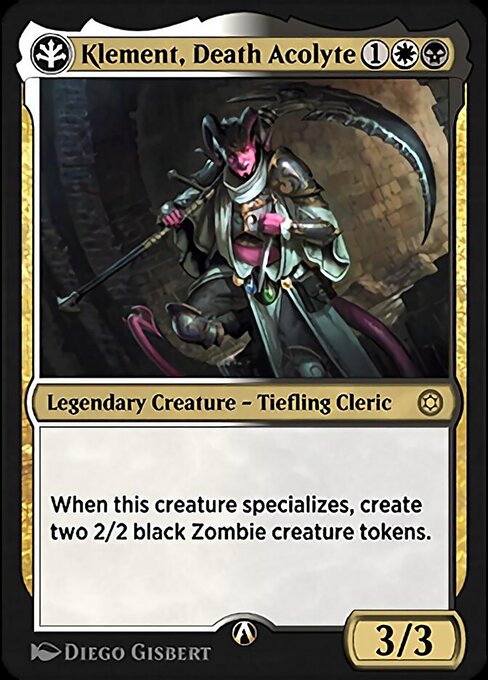 Klement, Death Acolyte 1
Legendary Creature – Tiefling Cleric
When this creature specializes, create
two 2/2 black Zombie creature tokens.
Diego Gisbert
3/3